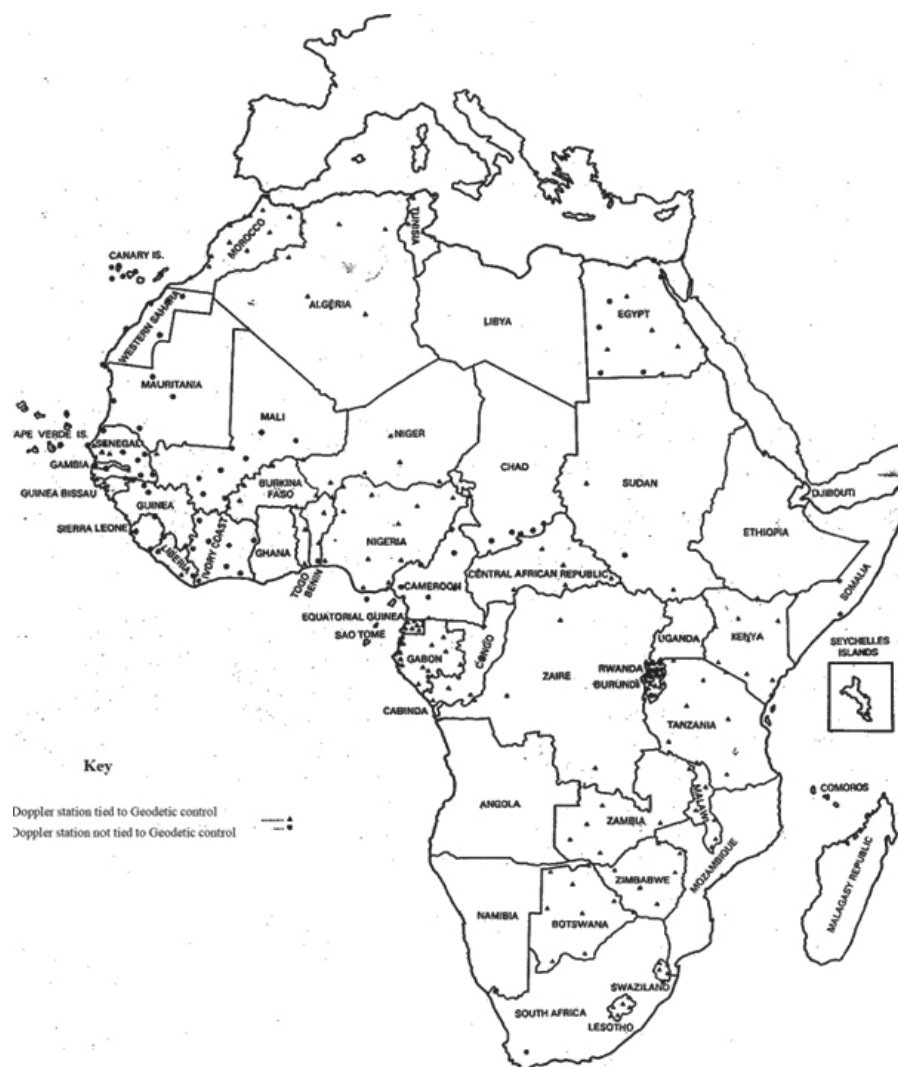 TUNISIA
MOROCCO
CANARY IS.
ALGERIA
WESTERN SAHARA
LIBYA
EGYPT
MAURITANIA
MALI
NIGER
APE VERDE IS.
SENEGAL
CHAD
SUDAN
GAMBIA
BURKINA
FASO
DJIBOUTI
GUINEA BISSAU
GUINEA
SIERRA LEONE
NIGERIA
ETHIOPIA
IVORY COAST
GHANA
LIBERIA
TOGO
BENIN
CENTRAL AFRICAN REPUBLIC
SOMALIA
CAMEROON
EQUATORIAL GUINEA
SAO TOME
CONGO
UGANDA
KENYA
SEYCHELLES
ISLANDS
GABON
RWANDA
BURUNDI
ZAIRE
CABINDA
TANZANIA
Key
COMOROS
Doppler station tied to Geodetic control
Doppler station not tied to Geodetic control
ANGOLA
ZAMBIA
MALAWI
MOZAMBIQUE
MALAGASY REPUBLIC
ZIMBABWE
NAMIBIA
BOTSWANA
SWAZILAND
SOUTH AFRICA
LESOTHO